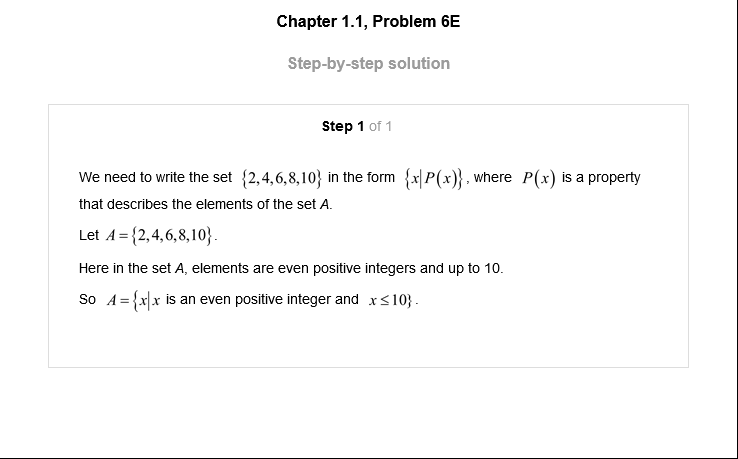 Chapter 1.1, Problem 6E
Step-by-step solution
Step 1 of 1
We need to write the set {2,4,6,8,10} in the form {x|P(x)}, where P(x) is a property
that describes the elements of the set A.
Let A={2,4,6,8,10}.
Here in the set A, elements are even positive integers and up to 10.
So A={x|x is an even positive integer and x≤10}.